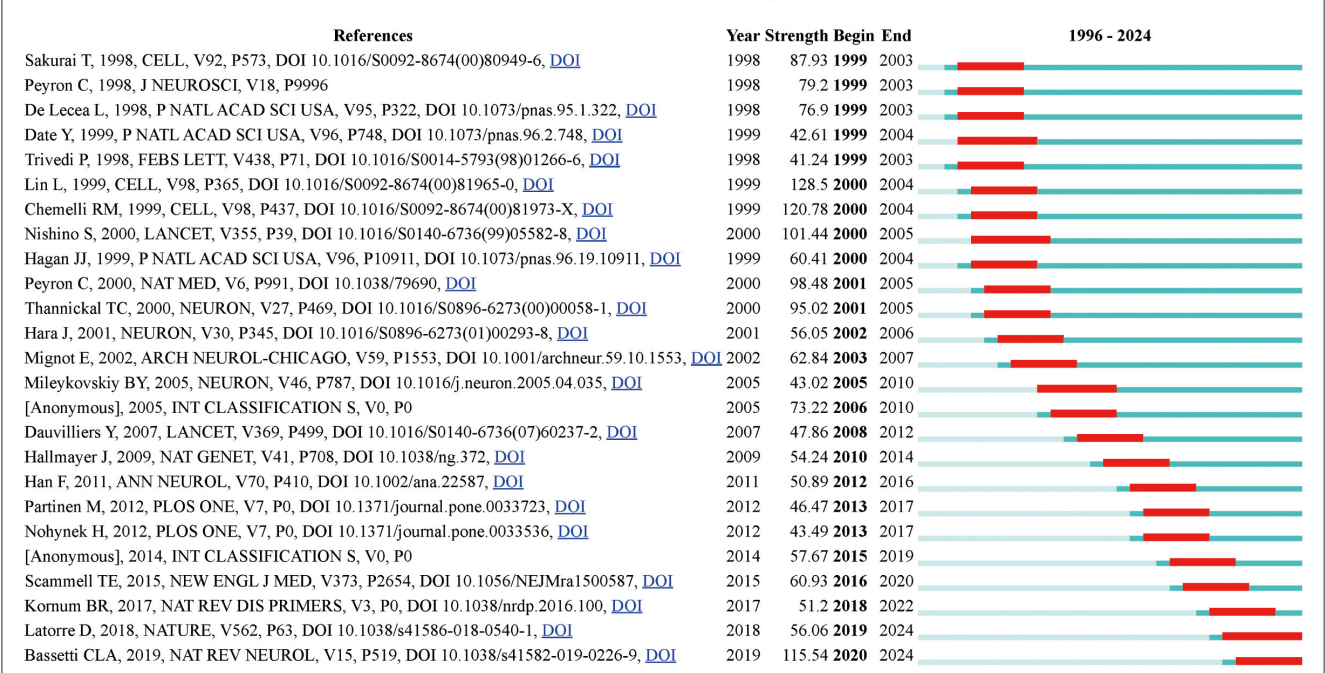 References Year Strength Begin End 1996 - 2024
Sakurai T, 1998, CELL, V92, P573, DOI 10.1016/S0092-8674(00)80949-6, DOI 1998 87.93 1999 2003
Peyron C, 1998, J NEUROSCI, V18, P9996 1998 79.2 1999 2003
De Lecea L, 1998, P NATL ACAD SCI USA, V95, P322, DOI 10.1073/pnas.95.1.322, DOI 1998 76.9 1999 2003
Date Y, 1999, P NATL ACAD SCI USA, V96, P748, DOI 10.1073/pnas.96.2.748, DOI 1999 42.61 1999 2004
Trivedi P, 1998, FEBS LETT, V438, P71, DOI 10.1016/S0014-5793(98)01266-6, DOI 1998 41.24 1999 2003
Lin L, 1999, CELL, V98, P365, DOI 10.1016/S0092-8674(00)81965-0, DOI 1999 128.5 2000 2004
Chemelli RM, 1999, CELL, V98, P437, DOI 10.1016/S0092-8674(00)81973-X, DOI 1999 120.78 2000 2004
Nishino S, 2000, LANCET, V355, P39, DOI 10.1016/S0140-6736(99)05582-8, DOI 2000 101.44 2000 2005
Hagan JJ, 1999, P NATL ACAD SCI USA, V96, P10911, DOI 10.1073/pnas.96.19.10911, DOI 1999 60.41 2000 2004
Peyron C, 2000, NAT MED, V6, P991, DOI 10.1038/79690, DOI 2000 98.48 2001 2005
Thannickal TC, 2000, NEURON, V27, P469, DOI 10.1016/S0896-6273(00)00058-1, DOI 2000 95.02 2001 2005
Hara J, 2001, NEURON, V30, P345, DOI 10.1016/S0896-6273(01)00293-8, DOI 2001 56.05 2002 2006
Mignot E, 2002, ARCH NEUROL-CHICAGO, V59, P1553, DOI 10.1001/archneur.59.10.1553, DOI 2002 62.84 2003 2007
Mileykovskiy BY, 2005, NEURON, V46, P787, DOI 10.1016/j.neuron.2005.04.035, DOI 2005 43.02 2005 2010
[Anonymous], 2005, INT CLASSIFICATION S, V0, P0 2005 73.22 2006 2010
Dauvilliers Y, 2007, LANCET, V369, P499, DOI 10.1016/S0140-6736(07)60237-2, DOI 2007 47.86 2008 2012
Hallmayer J, 2009, NAT GENET, V41, P708, DOI 10.1038/ng.372, DOI 2009 54.24 2010 2014
Han F, 2011, ANN NEUROL, V70, P410, DOI 10.1002/ana.22587, DOI 2011 50.89 2012 2016
Partinen M, 2012, PLOS ONE, V7, P0, DOI 10.1371/journal.pone.0033723, DOI 2012 46.47 2013 2017
Nohynek H, 2012, PLOS ONE, V7, P0, DOI 10.1371/journal.pone.0033536, DOI 2012 43.49 2013 2017
[Anonymous], 2014, INT CLASSIFICATION S, V0, P0 2014 57.67 2015 2019
Scammell TE, 2015, NEW ENGL J MED, V373, P2654, DOI 10.1056/NEJMra1500587, DOI 2015 60.93 2016 2020
Kornum BR, 2017, NAT REV DIS PRIMERS, V3, P0, DOI 10.1038/nrdp.2016.100, DOI 2017 51.2 2018 2022
Latorre D, 2018, NATURE, V562, P63, DOI 10.1038/s41586-018-0540-1, DOI 2018 56.06 2019 2024
Bassetti CLA, 2019, NAT REV NEUROL, V15, P519, DOI 10.1038/s41582-019-0226-9, DOI 2019 115.54 2020 2024